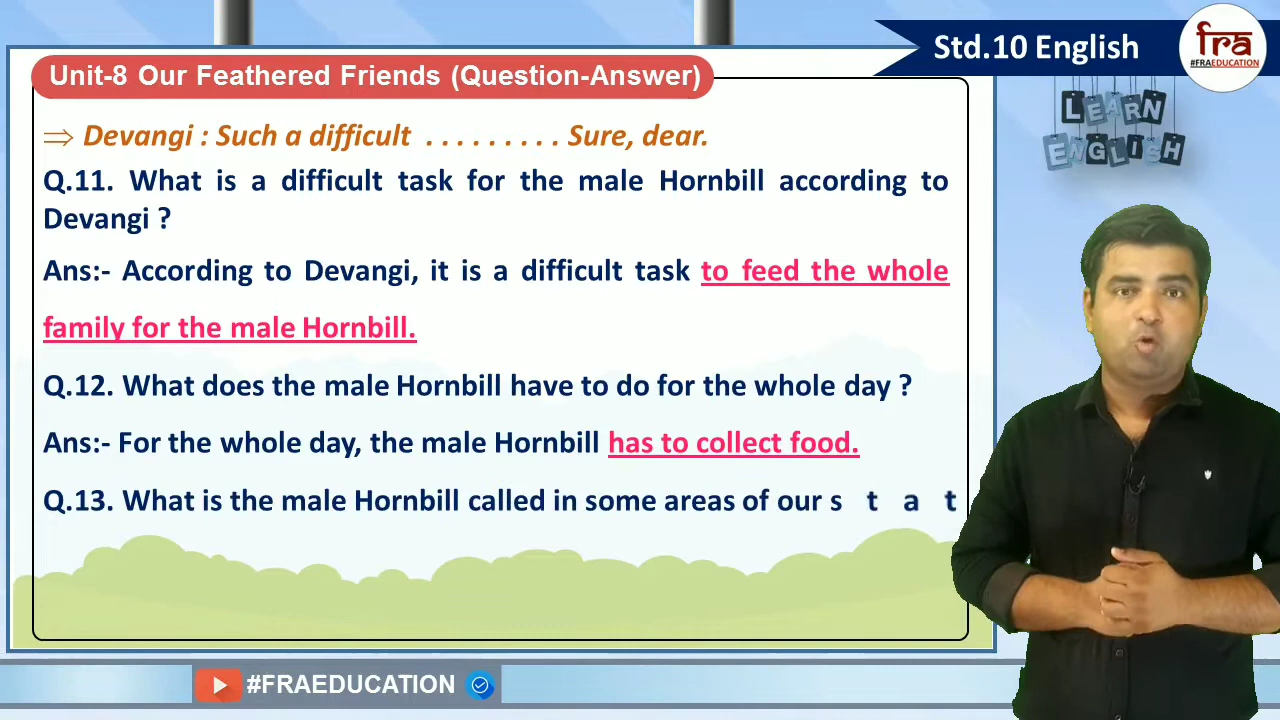 Std.10 English
fra
#FRAEDUCATION
Unit-8 Our Feathered Friends (Question-Answer)
LEARN
ENGLISH
⇒ Devangi : Such a difficult . . . . . . . . . Sure, dear.
Q.11. What is a difficult task for the male Hornbill according to
Devangi ?
Ans:- According to Devangi, it is a difficult task to feed the whole
family for the male Hornbill.
Q.12. What does the male Hornbill have to do for the whole day ?
Ans:- For the whole day, the male Hornbill has to collect food.
Q.13. What is the male Hornbill called in some areas of our s t a t
#FRAEDUCATION